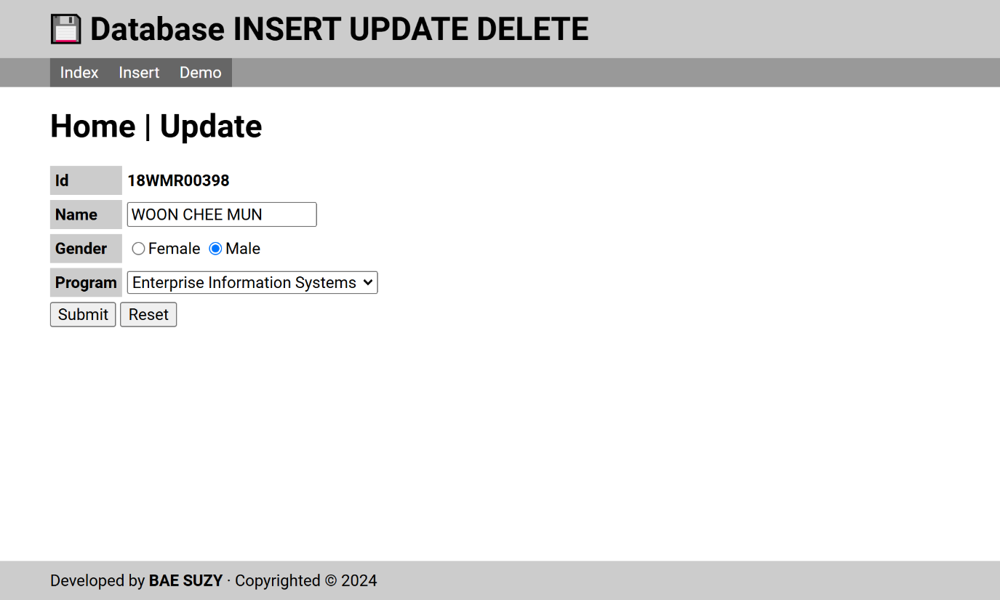 Database INSERT UPDATE DELETE
Index Insert Demo
Home | Update
Id 18WMR00398
Name WOON CHEE MUN
Gender Female Male
Program Enterprise Information Systems
Submit Reset
Developed by BAE SUZY · Copyrighted © 2024